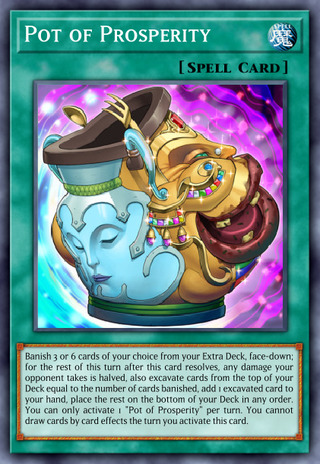 Pot of Prosperity
魔
[Spell Card]
Banish 3 or 6 cards of your choice from your Extra Deck, face-down;
for the rest of this turn after this card resolves, any damage your
opponent takes is halved, also excavate cards from the top of your
Deck equal to the number of cards banished, add 1 excavated card to
your hand, place the rest on the bottom of your Deck in any order.
You can only activate 1 "Pot of Prosperity" per turn. You cannot
draw cards by card effects the turn you activate this card.